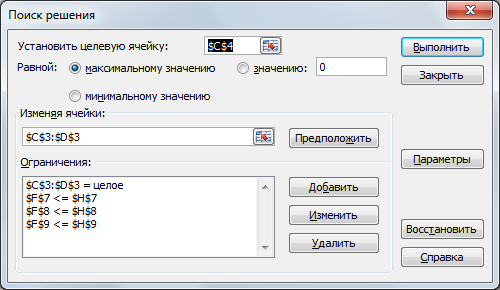 Поиск решения
Установить целевую ячейку: $C$4 Выполнить
Равной: максимальному значению значению: 0 Закрыть
минимальному значению
Изменяя ячейки:
$C$3:$D$3 Предположить
Ограничения: Параметры
$C$3:$D$3 = целое Добавить
$F$7 <= $H$7
$F$8 <= $H$8 Изменить
$F$9 <= $H$9 Восстановить
Удалить Справка